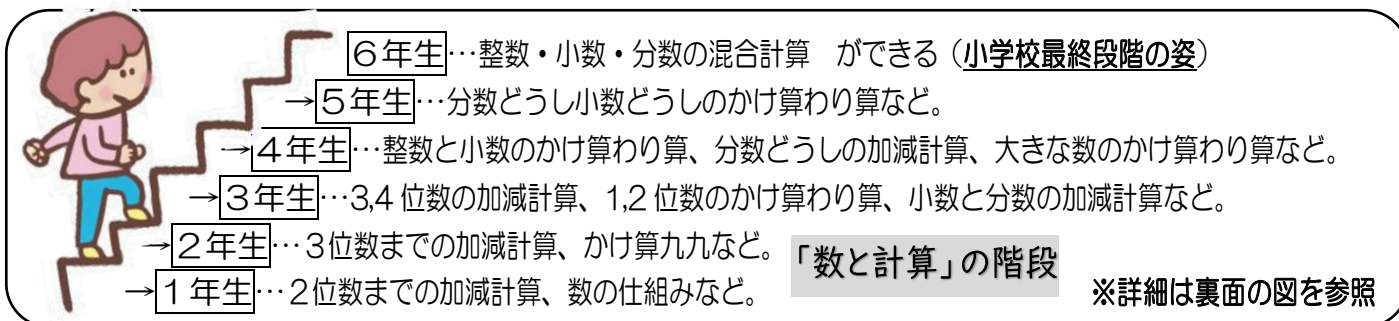 ６年生…整数・小数・分数の混合計算　ができる（小学校最終段階の姿）
→５年生…分数どうし小数どうしのかけ算わり算など。
→４年生…整数と小数のかけ算わり算、分数どうしの加減計算、大きな数のかけ算わり算など。
→３年生…3,4位数の加減計算、1,2位数のかけ算わり算、小数と分数の加減計算など。
→２年生…３位数までの加減計算、かけ算九九など。
「数と計算」の階段
→１年生…２位数までの加減計算、数の仕組みなど。
※詳細は裏面の図を参照